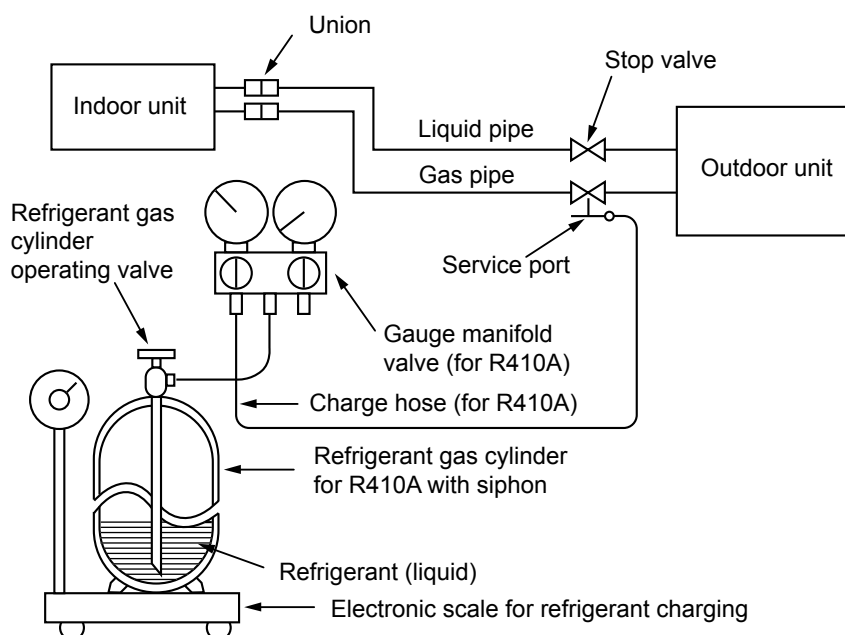 Union
Stop valve
Indoor unit
Liquid pipe
Outdoor unit
Gas pipe
Refrigerant gas
cylinder
operating valve
Service port
Gauge manifold
valve (for R410A)
Charge hose (for R410A)
Refrigerant gas cylinder
for R410A with siphon
Refrigerant (liquid)
Electronic scale for refrigerant charging